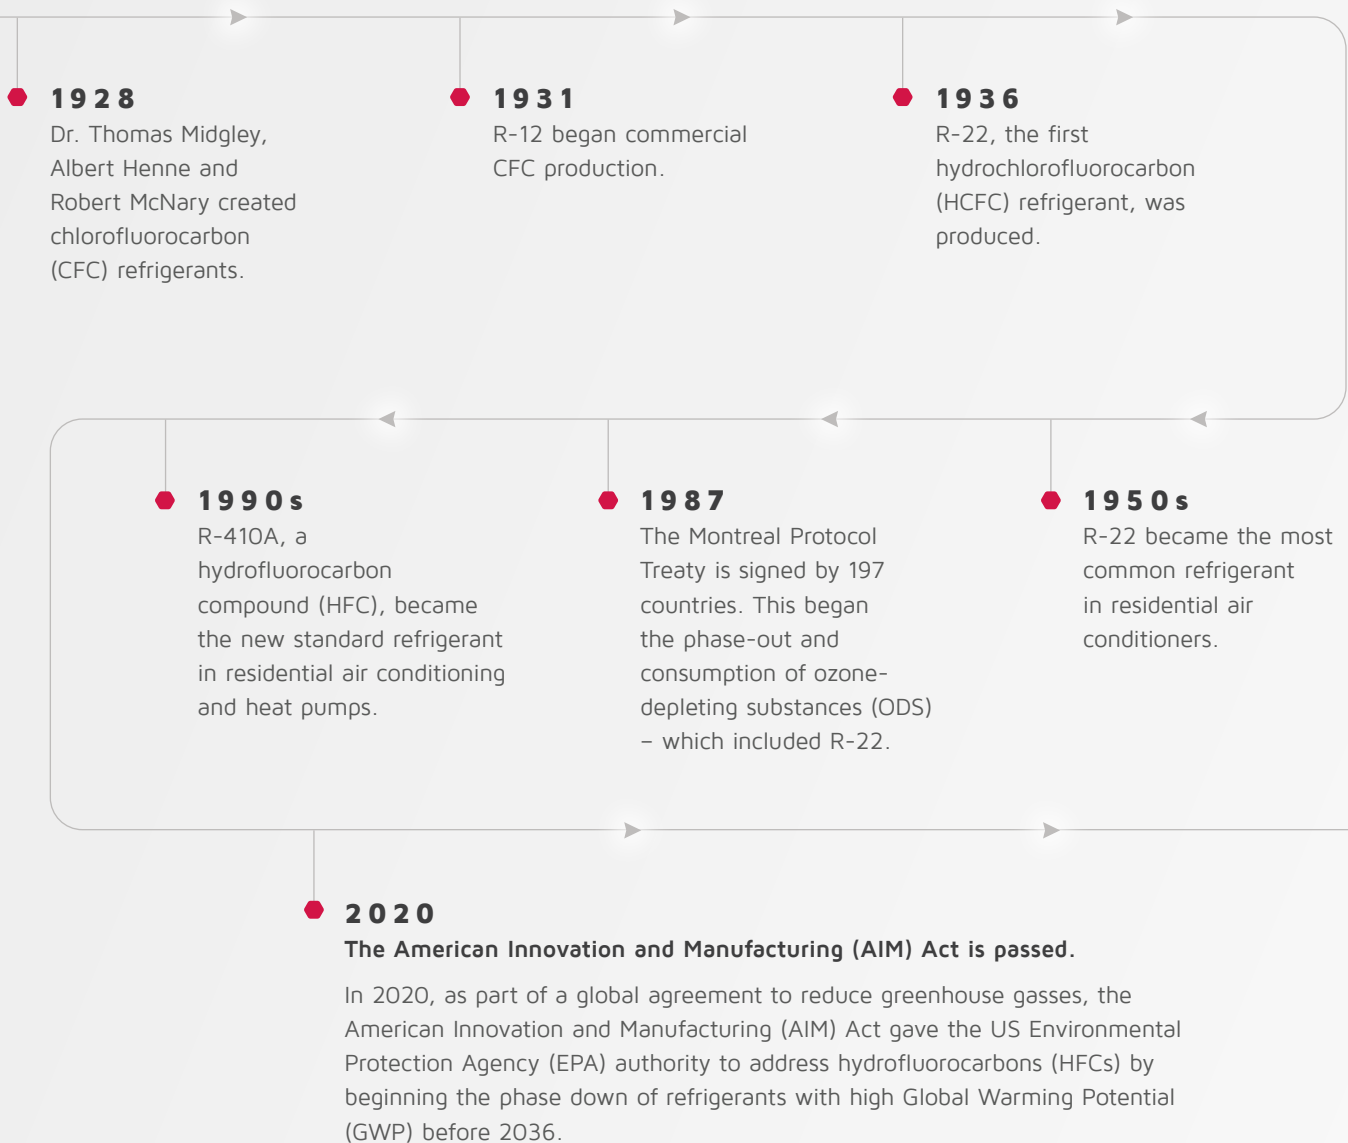 1928
Dr. Thomas Midgley,
Albert Henne and
Robert McNary created
chlorofluorocarbon
(CFC) refrigerants.
1931
R-12 began commercial
CFC production.
1936
R-22, the first
hydrochlorofluorocarbon
(HCFC) refrigerant, was
produced.
1950s
R-22 became the most
common refrigerant
in residential air
conditioners.
1987
The Montreal Protocol
Treaty is signed by 197
countries. This began
the phase-out and
consumption of ozone-
depleting substances (ODS)
– which included R-22.
1990s
R-410A, a
hydrofluorocarbon
compound (HFC), became
the new standard refrigerant
in residential air conditioning
and heat pumps.
2020
The American Innovation and Manufacturing (AIM) Act is passed.
In 2020, as part of a global agreement to reduce greenhouse gasses, the
American Innovation and Manufacturing (AIM) Act gave the US Environmental
Protection Agency (EPA) authority to address hydrofluorocarbons (HFCs) by
beginning the phase down of refrigerants with high Global Warming Potential
(GWP) before 2036.